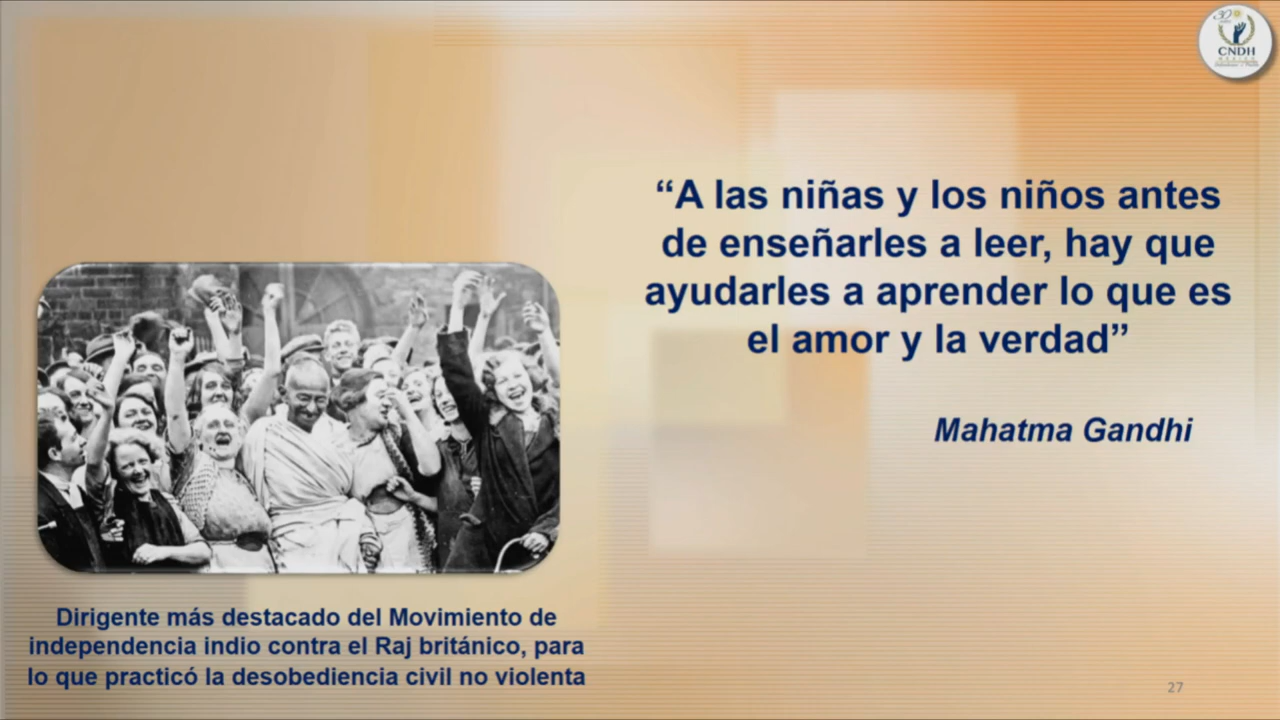 CNDH
MÉXICO
“A las niñas y los niños antes
de enseñarles a leer, hay que
ayudarles a aprender lo que es
el amor y la verdad”
Mahatma Gandhi
Dirigente más destacado del Movimiento de
independencia indio contra el Raj británico, para
lo que practicó la desobediencia civil no violenta
27